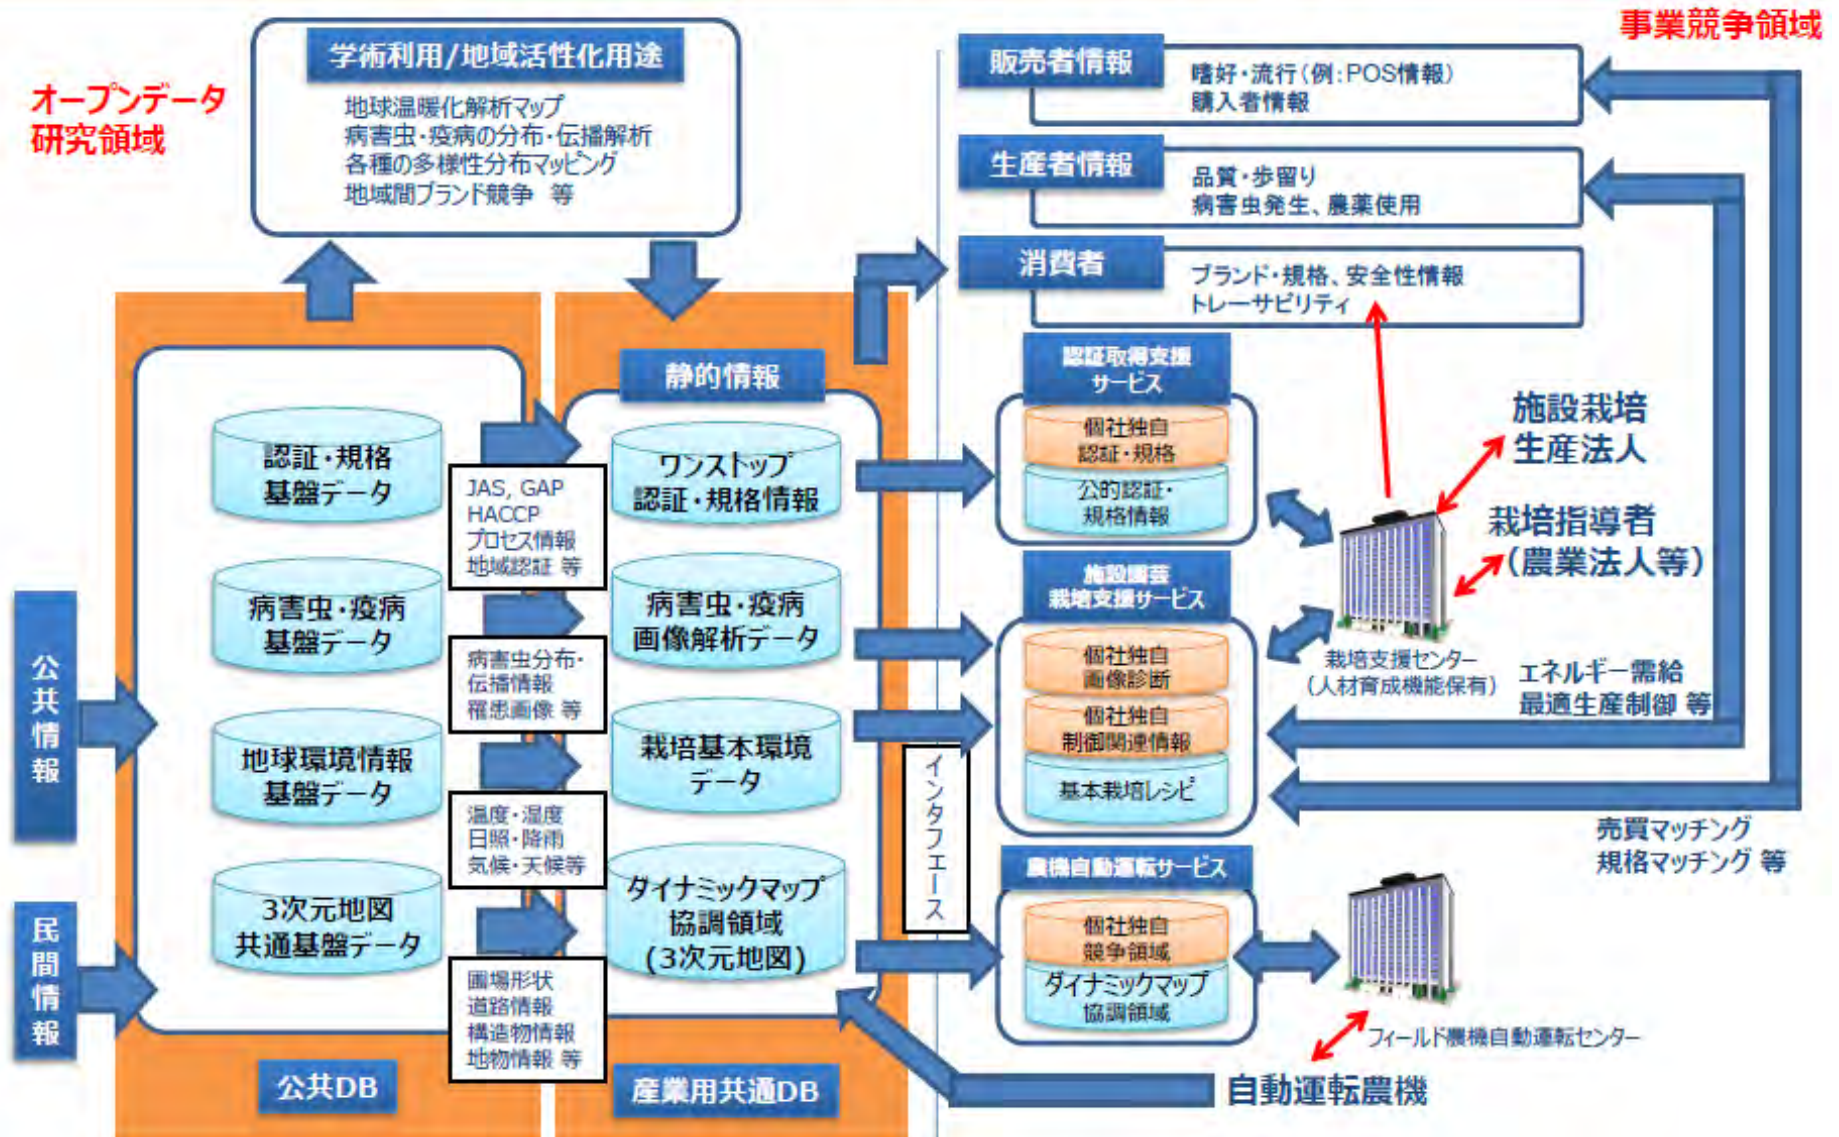 事業競争領域
オープンデータ
研究領域
学術利用/地域活性化用途
地球温暖化解析マップ
病害虫・疫病の分布・伝播解析
各種の多様性分布マッピング
地域間ブランド競争 等
販売者情報
嗜好・流行(例:POS情報)
購入者情報
生産者情報
品質・歩留り
病害虫発生、農薬使用
消費者
ブランド・規格、安全性情報
トレーサビリティ
公共情報
民間情報
認証・規格
基盤データ
病害虫・疫病
基盤データ
地球環境情報
基盤データ
3次元地図
共通基盤データ
公共DB
JAS, GAP
HACCP
プロセス情報
地域認証 等
病害虫分布・
伝播情報
罹患画像 等
温度・湿度
日照・降雨
気候・天候等
圃場形状
道路情報
構造物情報
地物情報 等
静的情報
ワンストップ
認証・規格情報
病害虫・疫病
画像解析データ
栽培基本環境
データ
ダイナミックマップ
協調領域
(3次元地図)
産業用共通DB
インタフェース
認証取得支援
サービス
個社独自
認証・規格
公的認証・
規格情報
施設園芸
栽培支援サービス
個社独自
画像診断
個社独自
制御関連情報
基本栽培レシピ
農機自動運転サービス
個社独自
競争領域
ダイナミックマップ
協調領域
施設栽培
生産法人
栽培指導者
(農業法人等)
栽培支援センター
(人材育成機能保有)
エネルギー需給
最適生産制御 等
売買マッチング
規格マッチング 等
フィールド農機自動運転センター
自動運転農機